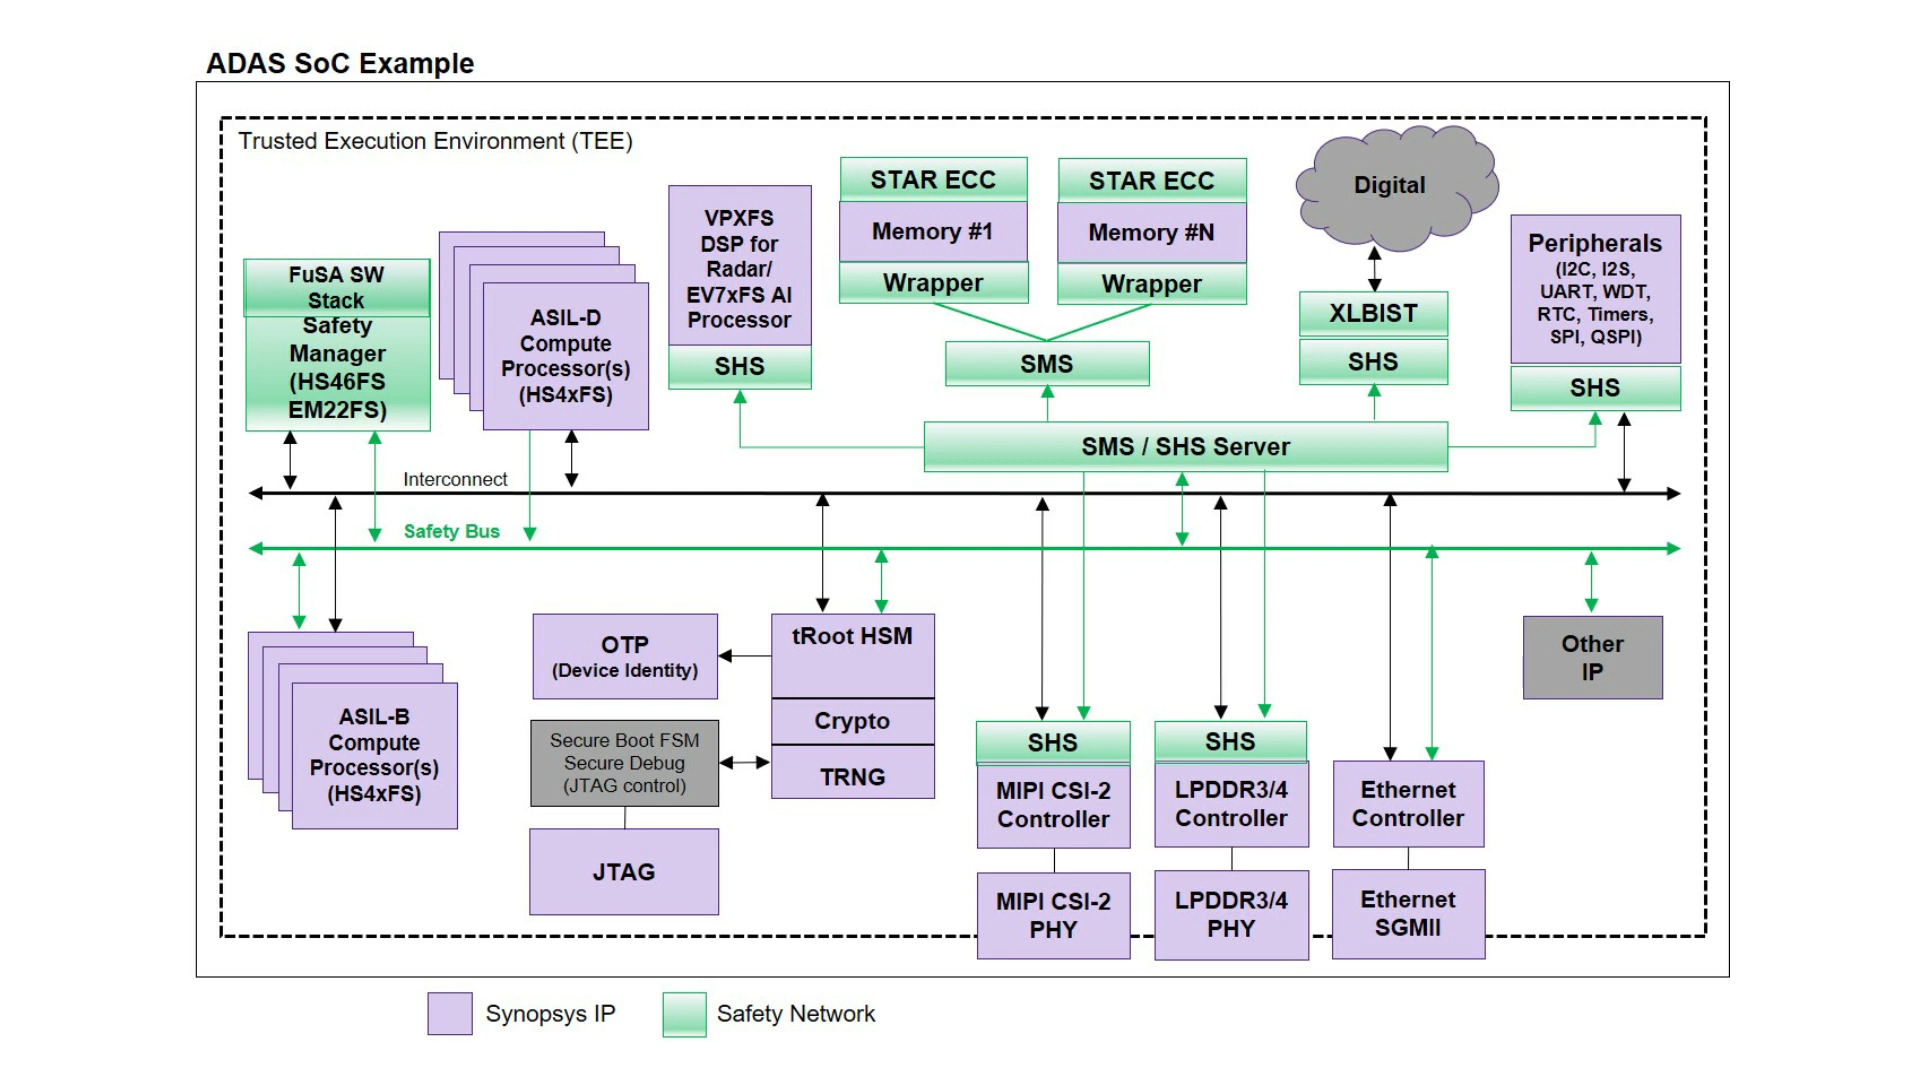 ADAS SoC Example
Trusted Execution Environment (TEE)
FuSA SW
Stack
Safety
Manager
(HS46FS
EM22FS)
ASIL-D
Compute
Processor(s)
(HS4xFS)
VPXFS
DSP for
Radar/
EV7xFS AI
Processor
SHS
STAR ECC
Memory #1
Wrapper
STAR ECC
Memory #N
Wrapper
SMS
Digital
XLBIST
SHS
Peripherals
(I2C, I2S,
UART, WDT,
RTC, Timers,
SPI, QSPI)
SHS
SMS / SHS Server
Interconnect
Safety Bus
ASIL-B
Compute
Processor(s)
(HS4xFS)
OTP
(Device Identity)
Secure Boot FSM
Secure Debug
(JTAG control)
JTAG
tRoot HSM
Crypto
TRNG
SHS
MIPI CSI-2
Controller
MIPI CSI-2
PHY
SHS
LPDDR3/4
Controller
LPDDR3/4
PHY
Ethernet
Controller
Ethernet
SGMII
Other
IP
Synopsys IP
Safety Network